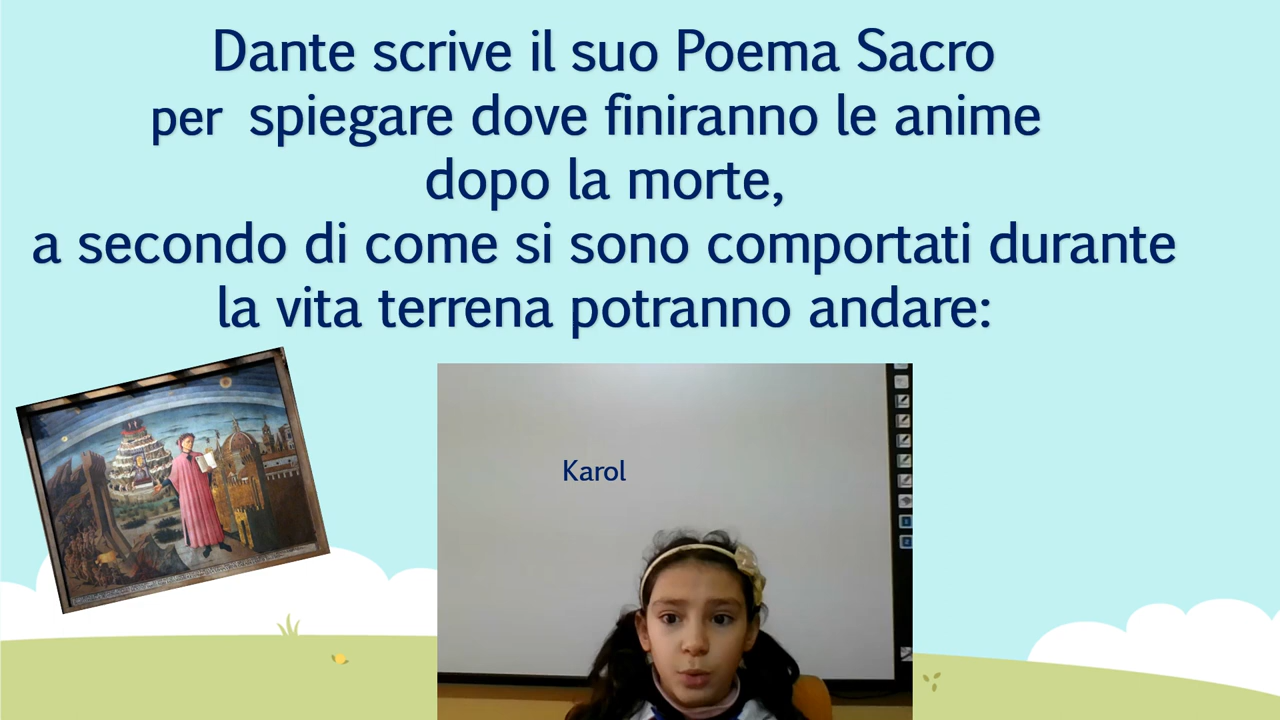 Dante scrive il suo Poema Sacro
per spiegare dove finiranno le anime
dopo la morte,
a secondo di come si sono comportati durante
la vita terrena potranno andare:
Karol